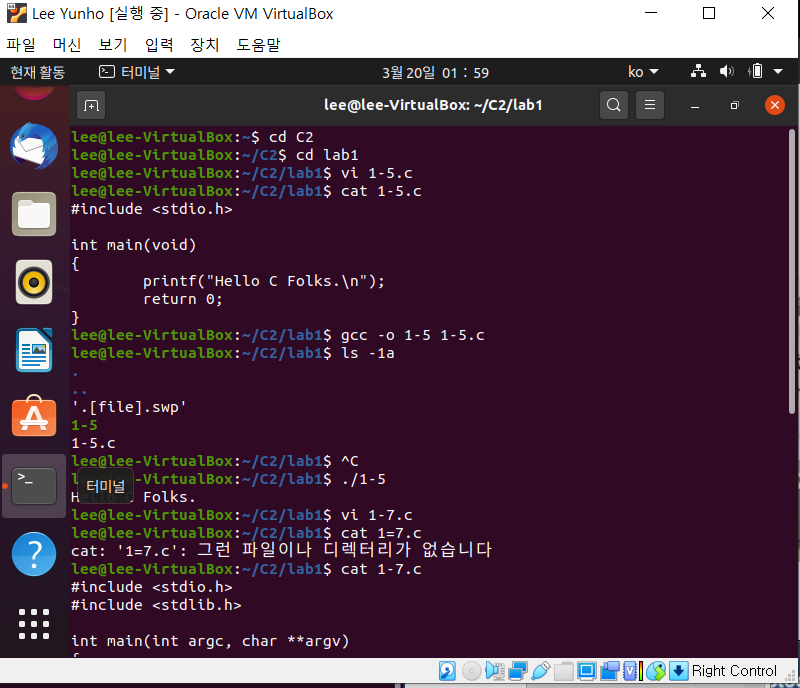 Lee Yunho [실행 중] - Oracle VM VirtualBox
파일 머신 보기 입력 장치 도움말
현재 활동 터미널 3월 20일 01 : 59 ko
lee@lee-VirtualBox: ~/C2/lab1
lee@lee-VirtualBox:~$ cd C2
lee@lee-VirtualBox:~/C2$ cd lab1
lee@lee-VirtualBox:~/C2/lab1$ vi 1-5.c
lee@lee-VirtualBox:~/C2/lab1$ cat 1-5.c
#include <stdio.h>
int main(void)
{
printf("Hello C Folks.\n");
return 0;
}
lee@lee-VirtualBox:~/C2/lab1$ gcc -o 1-5 1-5.c
lee@lee-VirtualBox:~/C2/lab1$ ls -1a
.
..
'.[file].swp'
1-5
1-5.c
lee@lee-VirtualBox:~/C2/lab1$ ^C
-VirtualBox:~/C2/lab1$ ./1-5
터미널
Folks.
lee@lee-VirtualBox:~/C2/lab1$ vi 1-7.c
lee@lee-VirtualBox:~/C2/lab1$ cat 1=7.c
cat: '1=7.c': 그런 파일이나 디렉터리가 없습니다
lee@lee-VirtualBox:~/C2/lab1$ cat 1-7.c
#include <stdio.h>
#include <stdlib.h>
int main(int argc, char **argv)
Right Control